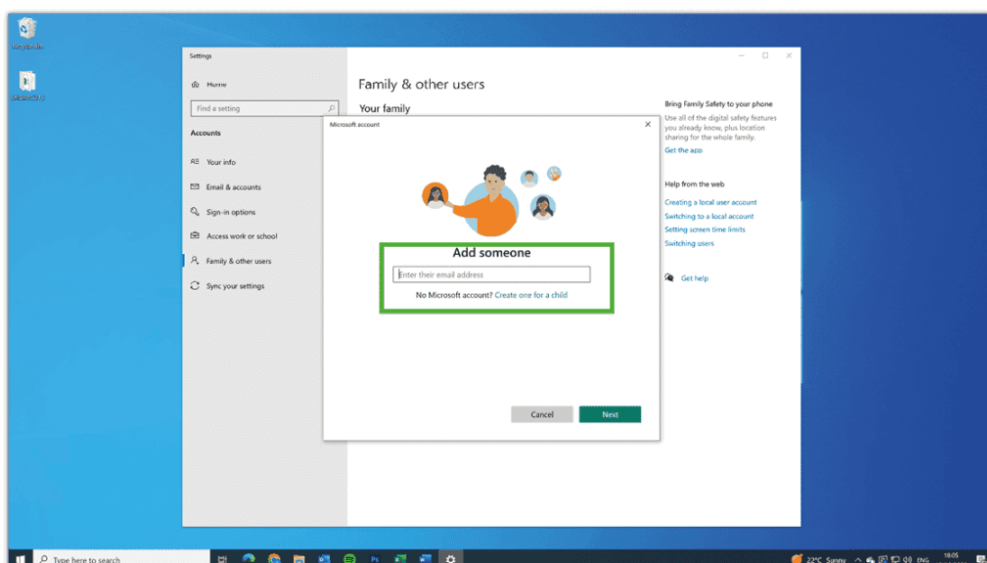 Settings
Home
Find a setting
Accounts
Your info
Email & accounts
Sign-in options
Access work or school
Family & other users
Sync your settings
Family & other users
Your family
Microsoft account
Add someone
Enter their email address
No Microsoft account? Create one for a child
Cancel
Next
Bring Family Safety to your phone
Use all of the digital safety features
you already know, plus location
sharing for the whole family.
Get the app
Help from the web
Creating a local user account
Switching to a local account
Setting screen time limits
Switching users
Get help
Type here to search
22°C Sunny
ENG
18:05